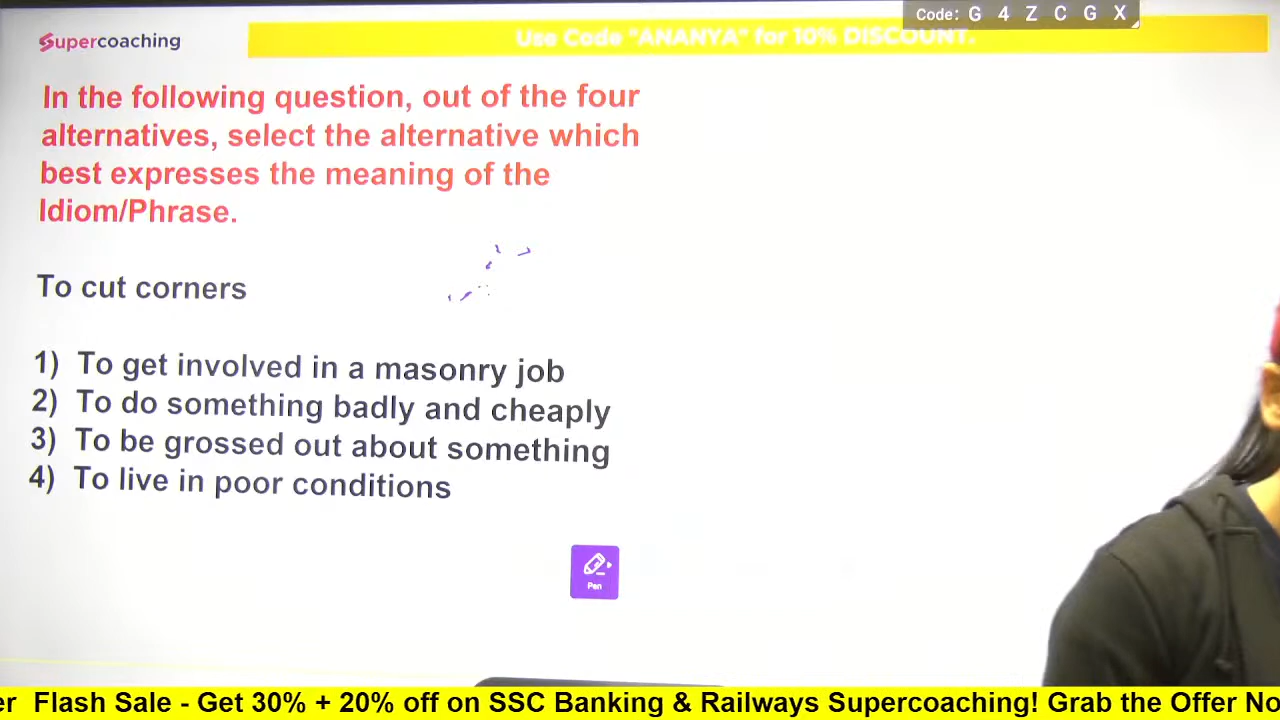 Code: G 4 Z C G X
Supercoaching
Use Code "ANANYA" for 10% DISCOUNT.
In the following question, out of the four
alternatives, select the alternative which
best expresses the meaning of the
Idiom/Phrase.
To cut corners
1) To get involved in a masonry job
2) To do something badly and cheaply
3) To be grossed out about something
4) To live in poor conditions
Pen
Flash Sale - Get 30% + 20% off on SSC Banking & Railways Supercoaching! Grab the Offer